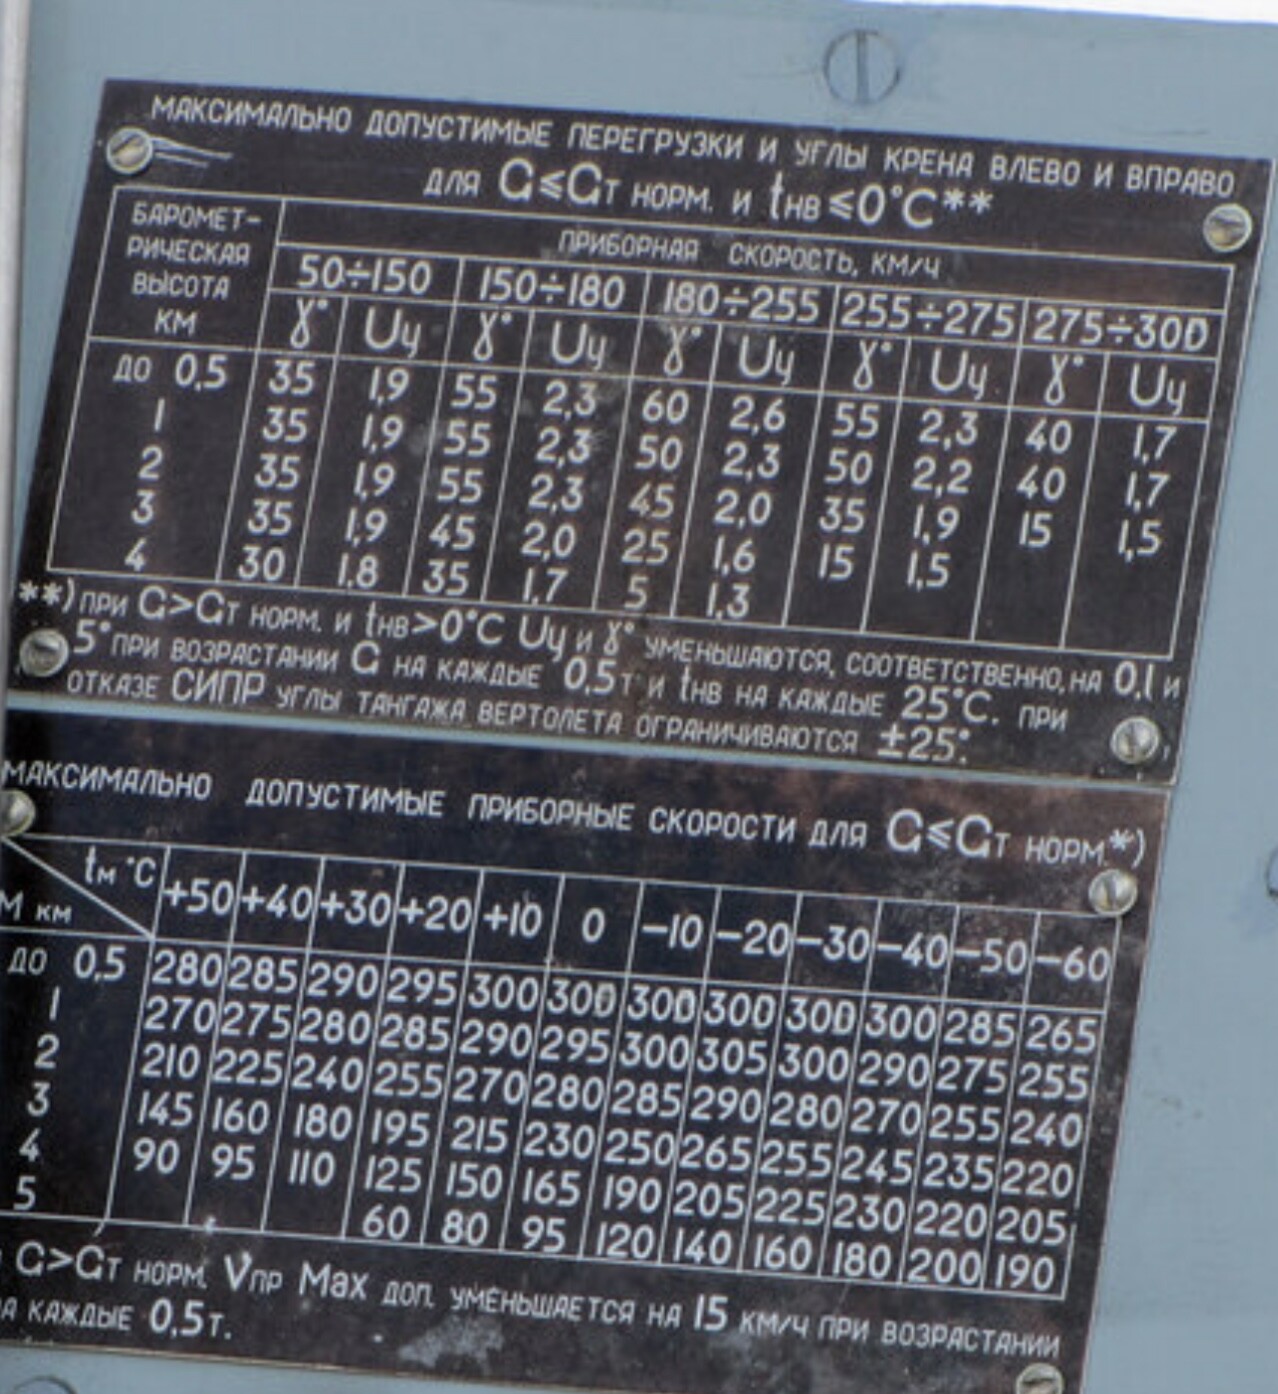 МАКСИМАЛЬНО ДОПУСТИМЫЕ ПЕРЕГРУЗКИ И УГЛЫ КРЕНА ВЛЕВО И ВПРАВО
ДЛЯ G≤Gт НОРМ. И tнв≤0°C**
БАРОМЕТ-
РИЧЕСКАЯ
ВЫСОТА
КМ
ПРИБОРНАЯ СКОРОСТЬ, КМ/Ч
50÷150 150÷180 180÷255 255÷275 275÷300
γ° Uy γ° Uy γ° Uy γ° Uy γ° Uy
ДО 0,5 35 1,9 55 2,3 60 2,6 55 2,3 40 1,7
1 35 1,9 55 2,3 50 2,3 50 2,2 40 1,7
2 35 1,9 55 2,3 45 2,0 35 1,9 15 1,5
3 35 1,9 45 2,0 25 1,6 15 1,5
4 30 1,8 35 1,7 5 1,3
**) ПРИ G>Gт НОРМ. И tнв>0°C Uy И γ° УМЕНЬШАЮТСЯ, СООТВЕТСТВЕННО, НА 0,1 И
5° ПРИ ВОЗРАСТАНИИ G НА КАЖДЫЕ 0,5т И tнв НА КАЖДЫЕ 25°C. ПРИ
ОТКАЗЕ СИПР УГЛЫ ТАНГАЖА ВЕРТОЛЕТА ОГРАНИЧИВАЮТСЯ ±25°.
МАКСИМАЛЬНО ДОПУСТИМЫЕ ПРИБОРНЫЕ СКОРОСТИ ДЛЯ G≤Gт НОРМ.*)
tм °C +50 +40 +30 +20 +10 0 -10 -20 -30 -40 -50 -60
М КМ
ДО 0,5 280 285 290 295 300 300 300 300 300 300 285 265
1 270 275 280 285 290 295 300 305 300 290 275 255
2 210 225 240 255 270 280 285 290 280 270 255 240
3 145 160 180 195 215 230 250 265 255 245 235 220
4 90 95 110 125 150 165 190 205 225 230 220 205
5 60 80 95 120 140 160 180 200 190
G>Gт НОРМ. Vпр Max ДОП. УМЕНЬШАЕТСЯ НА 15 КМ/Ч ПРИ ВОЗРАСТАНИИ
А КАЖДЫЕ 0,5т.